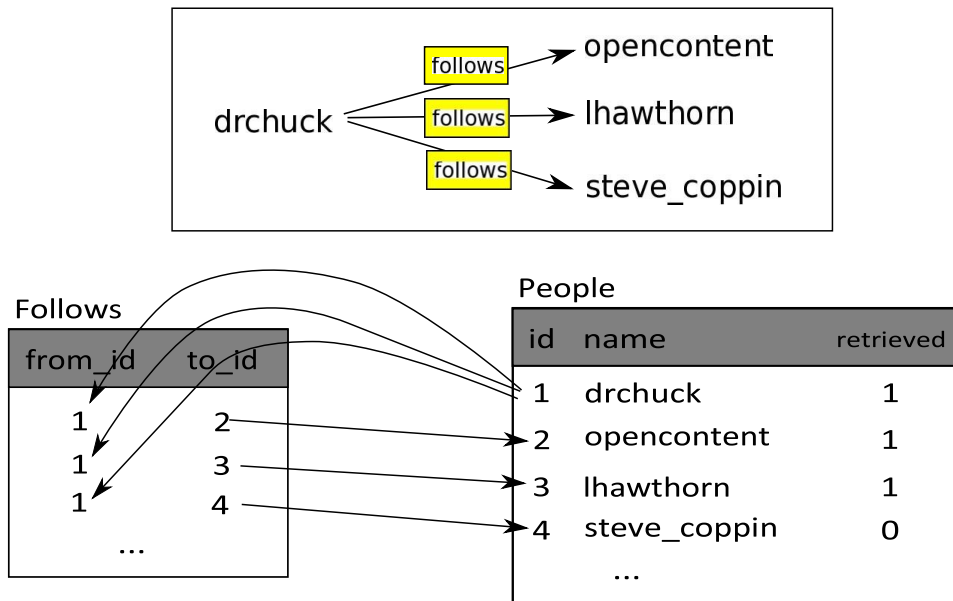 opencontent
follows
lhawthorn
drchuck
follows
follows
steve_coppin
Follows
from_id to_id
1 2
1 3
1 4
...
People
id name retrieved
1 drchuck 1
2 opencontent 1
3 lhawthorn 1
4 steve_coppin 0
...